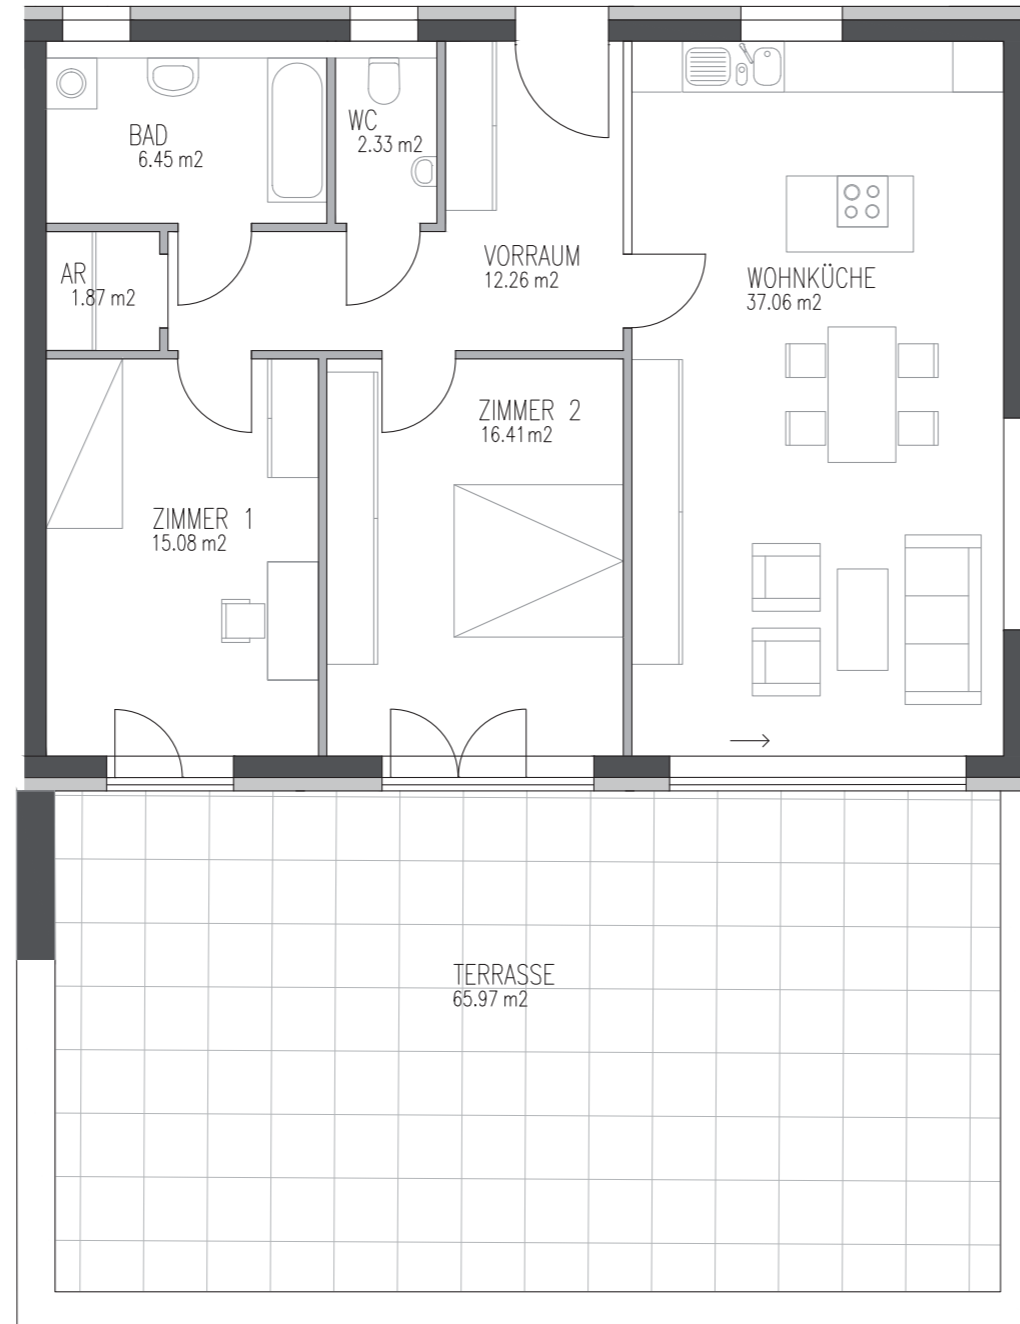 BAD
6.45 m2
WC
2.33 m2
AR
1.87 m2
VORRAUM
12.26 m2
WOHNKÜCHE
37.06 m2
ZIMMER 1
15.08 m2
ZIMMER 2
16.41 m2
TERRASSE
65.97 m2